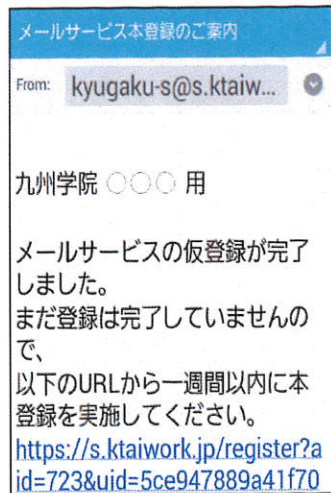 メールサービス本登録のご案内
From: kyugaku-s@s.ktaiw...
九州学院 ○○○ 用
メールサービスの仮登録が完了
しました。
まだ登録は完了していませんの
で、
以下のURLから一週間以内に本
登録を実施してください。
https://s.ktaiwork.jp/register?a
id=723&uid=5ce947889a41f70